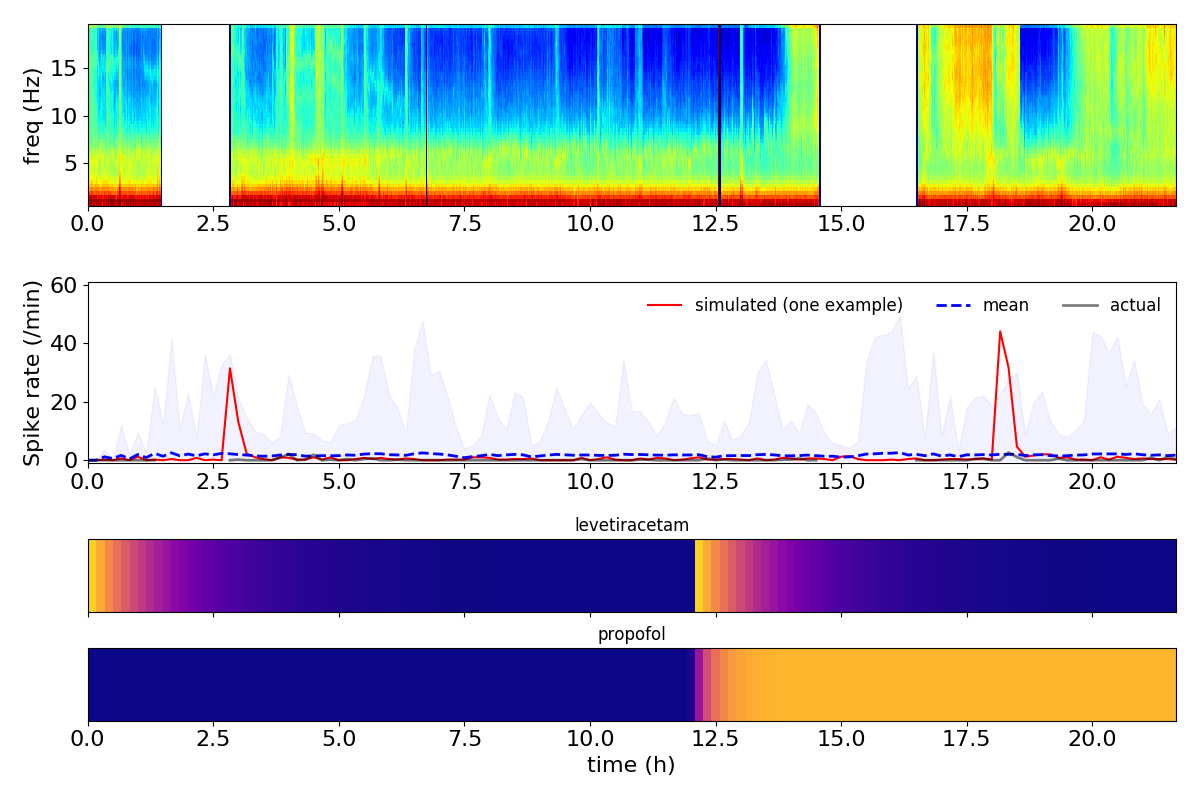 15
10
5
freq (Hz)
0.0 2.5 5.0 7.5 10.0 12.5 15.0 17.5 20.0
60
40
20
0
Spike rate (/min)
simulated (one example) mean actual
0.0 2.5 5.0 7.5 10.0 12.5 15.0 17.5 20.0
levetiracetam
propofol
0.0 2.5 5.0 7.5 10.0 12.5 15.0 17.5 20.0
time (h)